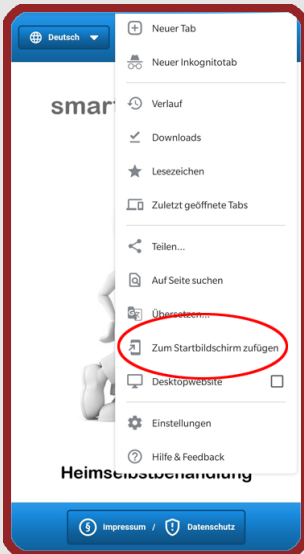 Deutsch
Neuer Tab
Neuer Inkognitotab
smar
Verlauf
Downloads
Lesezeichen
Zuletzt geöffnete Tabs
Teilen...
Auf Seite suchen
Übersetzen...
Zum Startbildschirm zufügen
Desktopwebsite
Einstellungen
Hilfe & Feedback
Heimselbstbehandlung
§ Impressum / Datenschutz